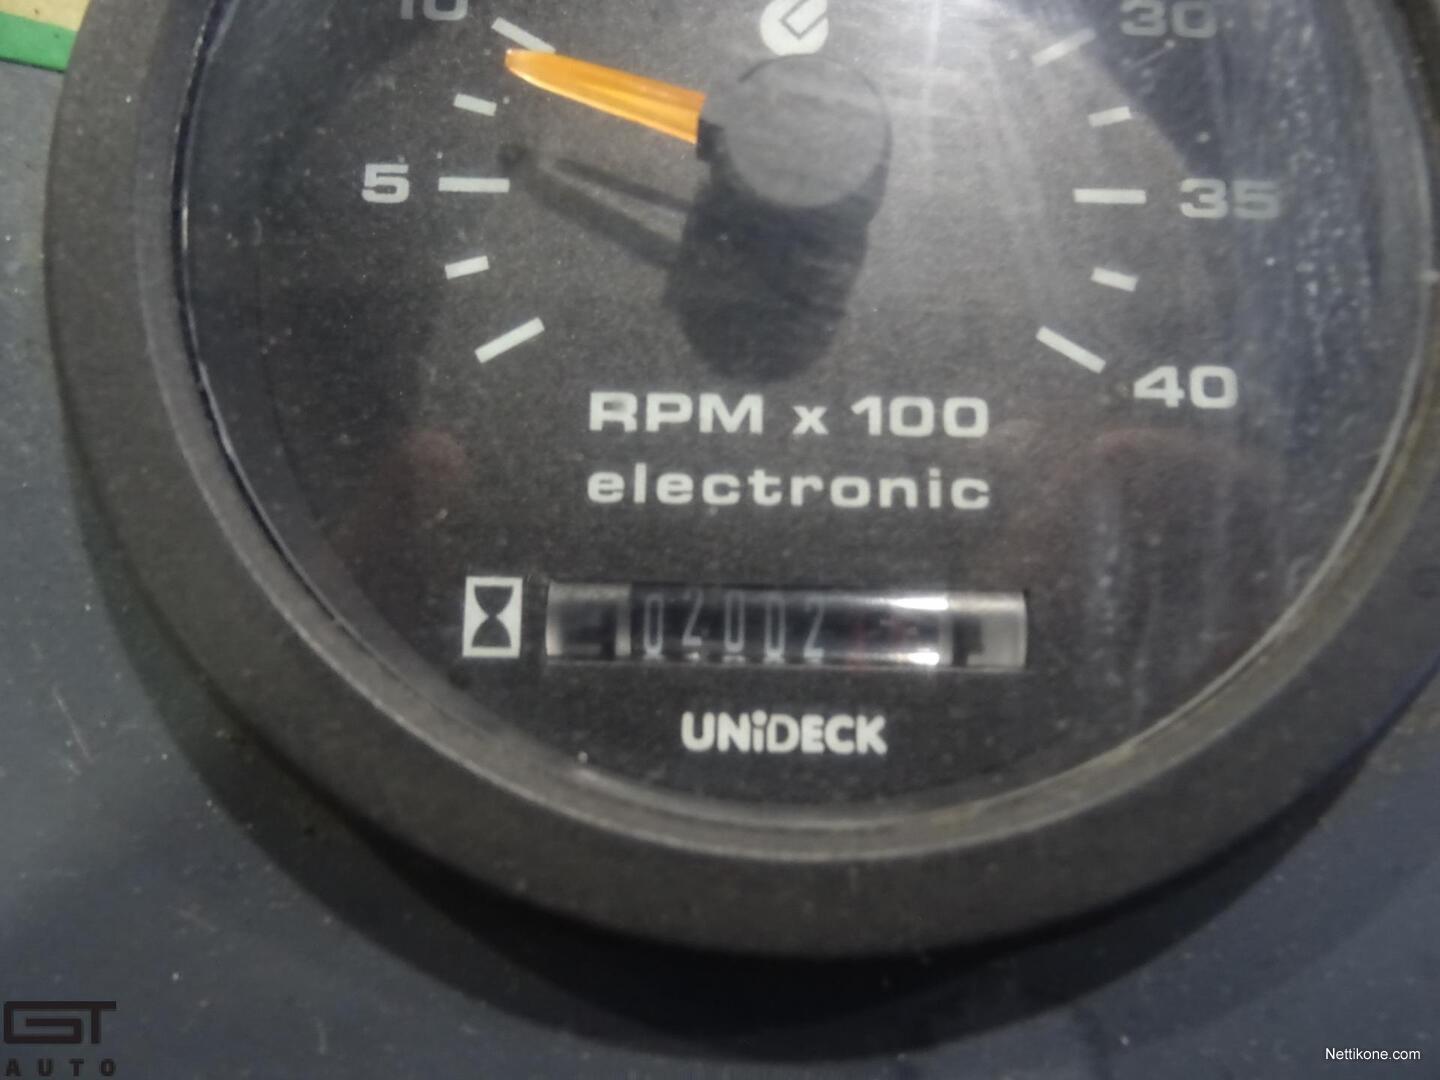 10
30
5
35
40
RPM x 100
electronic
02002
UNiDECK
GT
AUTO
Nettikone.com